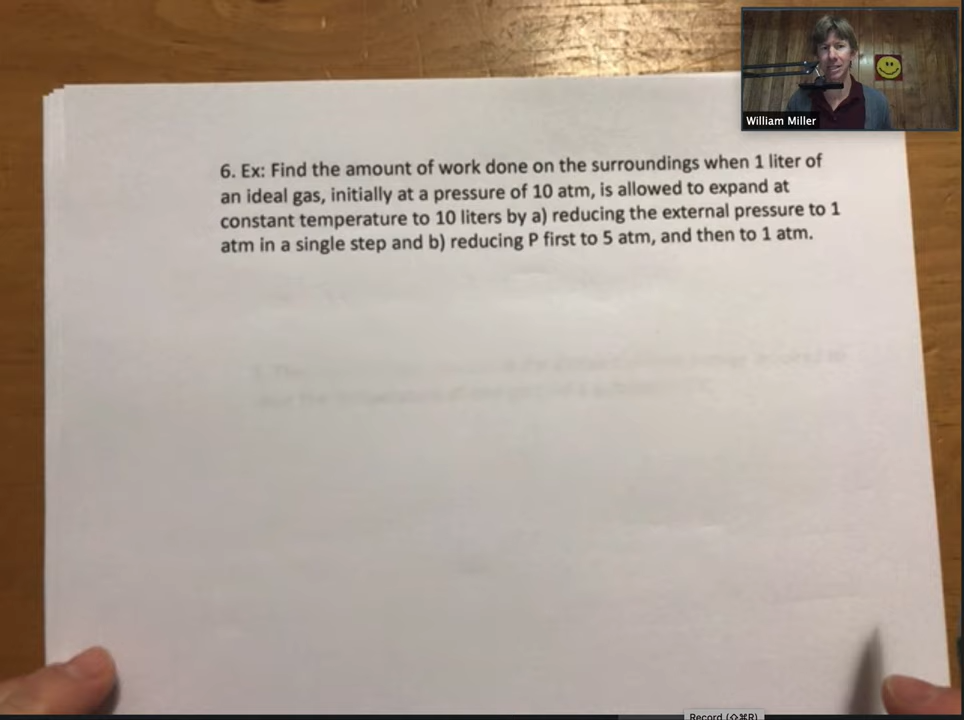 William Miller
6. Ex: Find the amount of work done on the surroundings when 1 liter of
an ideal gas, initially at a pressure of 10 atm, is allowed to expand at
constant temperature to 10 liters by a) reducing the external pressure to 1
atm in a single step and b) reducing P first to 5 atm, and then to 1 atm.
Record (⇧⌘R)